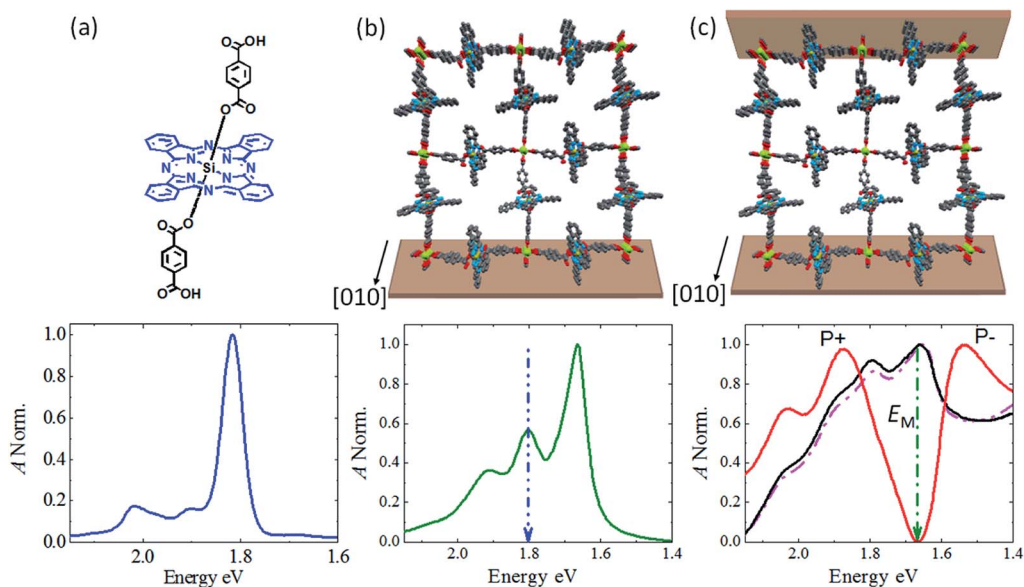 (a) (b) (c)
O OH
O
O
N N N
N Si N
N N N
O
O
O OH
[010] [010]
1.0
0.8
0.6
0.4
0.2
0.0
A Norm.
2.0 1.8 1.6
Energy eV
1.0
0.8
0.6
0.4
0.2
0.0
A Norm.
2.0 1.8 1.6 1.4
Energy eV
P+ P-
E_M
1.0
0.8
0.6
0.4
0.2
0.0
A Norm.
2.0 1.8 1.6 1.4
Energy eV